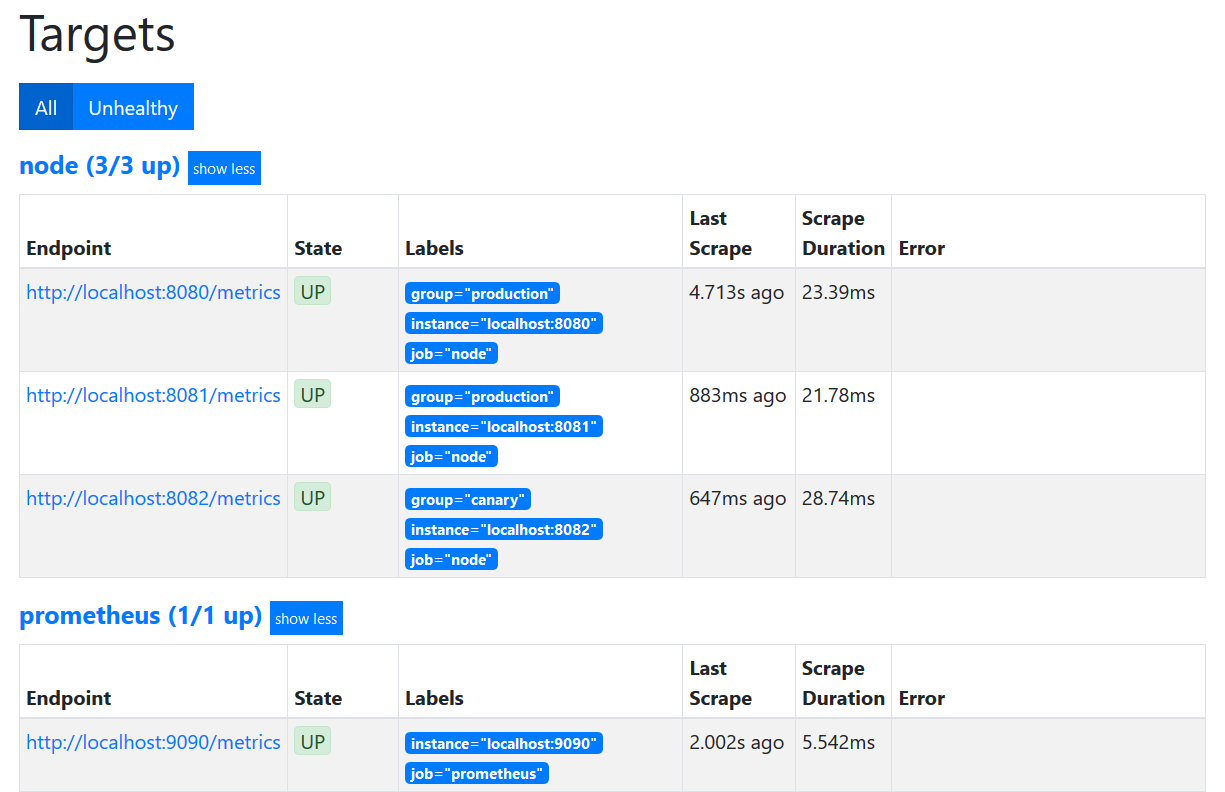 Targets
All Unhealthy
node (3/3 up) show less
Endpoint State Labels Last Scrape Scrape Duration Error
http://localhost:8080/metrics UP group="production" 4.713s ago 23.39ms
instance="localhost:8080"
job="node"
http://localhost:8081/metrics UP group="production" 883ms ago 21.78ms
instance="localhost:8081"
job="node"
http://localhost:8082/metrics UP group="canary" 647ms ago 28.74ms
instance="localhost:8082"
job="node"
prometheus (1/1 up) show less
Endpoint State Labels Last Scrape Scrape Duration Error
http://localhost:9090/metrics UP instance="localhost:9090" 2.002s ago 5.542ms
job="prometheus"